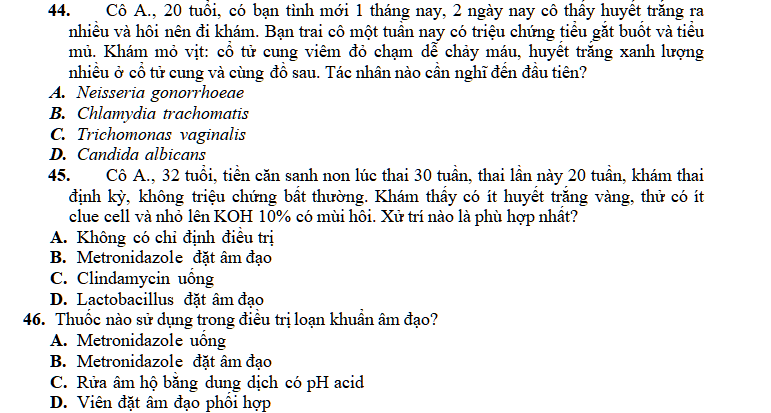 44. Cô A., 20 tuổi, có bạn tình mới 1 tháng nay, 2 ngày nay cô thấy huyết trắng ra
nhiều và hôi nên đi khám. Bạn trai cô một tuần nay có triệu chứng tiểu gắt buốt và tiểu
mủ. Khám mỏ vịt: cổ tử cung viêm đỏ chạm dễ chảy máu, huyết trắng xanh lượng
nhiều ở cổ tử cung và cùng đồ sau. Tác nhân nào cần nghĩ đến đầu tiên?
A. Neisseria gonorrhoeae
B. Chlamydia trachomatis
C. Trichomonas vaginalis
D. Candida albicans
45. Cô A., 32 tuổi, tiền căn sanh non lúc thai 30 tuần, thai lần này 20 tuần, khám thai
định kỳ, không triệu chứng bất thường. Khám thấy có ít huyết trắng vàng, thử có ít
clue cell và nhỏ lên KOH 10% có mùi hôi. Xử trí nào là phù hợp nhất?
A. Không có chỉ định điều trị
B. Metronidazole đặt âm đạo
C. Clindamycin uống
D. Lactobacillus đặt âm đạo
46. Thuốc nào sử dụng trong điều trị loạn khuẩn âm đạo?
A. Metronidazole uống
B. Metronidazole đặt âm đạo
C. Rửa âm hộ bằng dung dịch có pH acid
D. Viên đặt âm đạo phối hợp